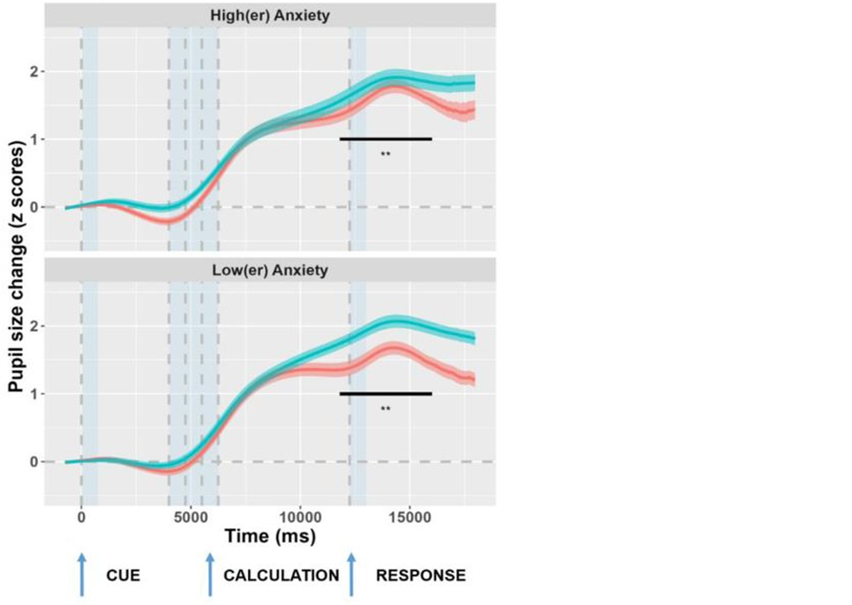 High(er) Anxiety
2
1
**
0
Low(er) Anxiety
2
1
**
0
Pupil size change (z scores)
0 5000 10000 15000
Time (ms)
CUE CALCULATION RESPONSE